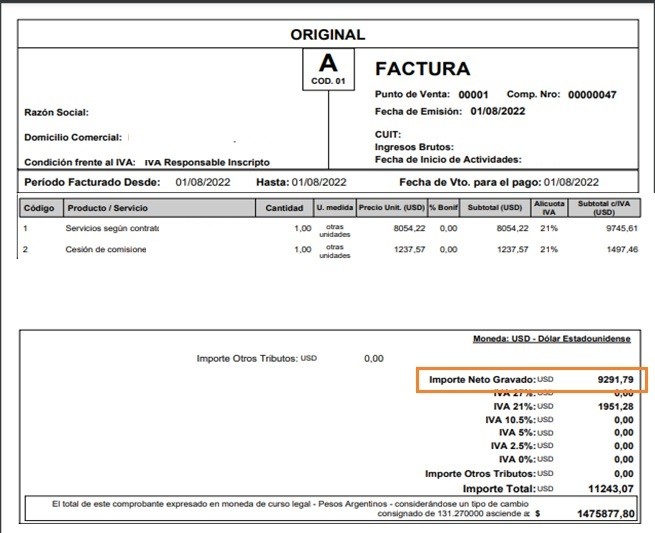 ORIGINAL
A
COD. 01
FACTURA
Punto de Venta: 00001 Comp. Nro: 00000047
Fecha de Emisión: 01/08/2022
Razón Social:
Domicilio Comercial:
CUIT:
Ingresos Brutos:
Fecha de Inicio de Actividades:
Condición frente al IVA: IVA Responsable Inscripto
Período Facturado Desde: 01/08/2022 Hasta: 01/08/2022 Fecha de Vto. para el pago: 01/08/2022
Código Producto / Servicio Cantidad U. medida Precio Unit. (USD) % Bonif Subtotal (USD) Alicuota IVA Subtotal c/IVA (USD)
1 Servicios según contrat 1,00 otras unidades 8054,22 0,00 8054,22 21% 9745,61
2 Cesión de comisione 1,00 otras unidades 1237,57 0,00 1237,57 21% 1497,46
Moneda: USD - Dólar Estadounidense
Importe Otros Tributos: USD 0,00
Importe Neto Gravado: USD 9291,79
IVA 27%: USD 0,00
IVA 21%: USD 1951,28
IVA 10.5%: USD 0,00
IVA 5%: USD 0,00
IVA 2.5%: USD 0,00
IVA 0%: USD 0,00
Importe Otros Tributos: USD 0,00
Importe Total: USD 11243,07
El total de este comprobante expresado en moneda de curso legal - Pesos Argentinos - considerándose un tipo de cambio
consignado de 131.270000 asciende a: $ 1475877,80